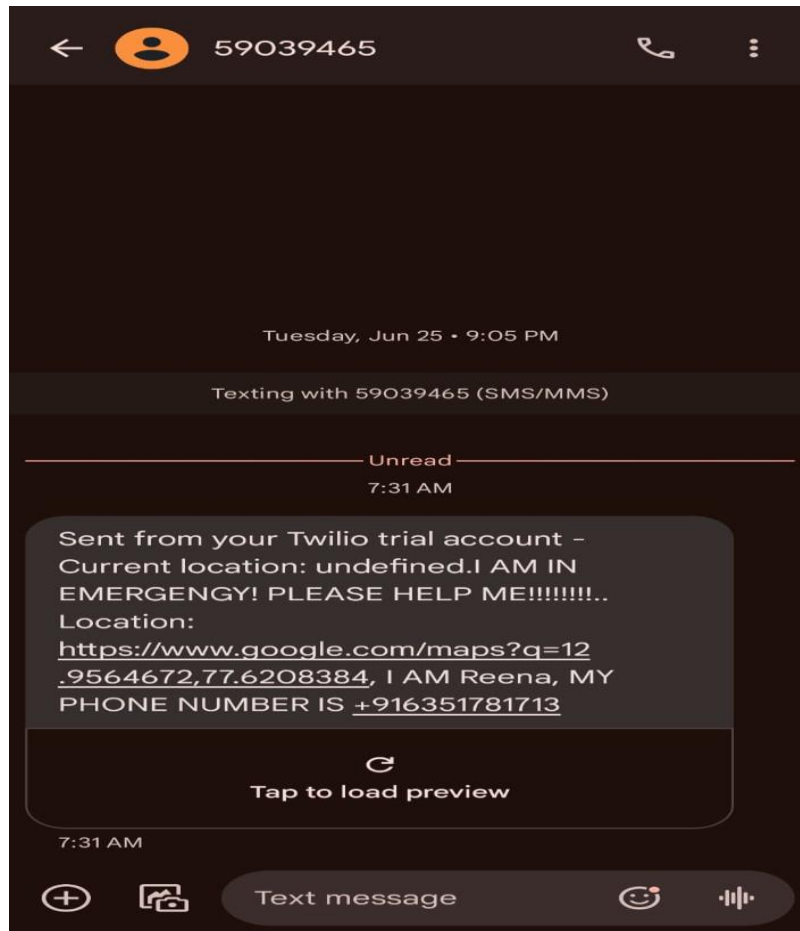 59039465
Tuesday, Jun 25 • 9:05 PM
Texting with 59039465 (SMS/MMS)
Unread
7:31 AM
Sent from your Twilio trial account -
Current location: undefined.I AM IN
EMERGENGY! PLEASE HELP ME!!!!!!!!..
Location:
https://www.google.com/maps?q=12
.9564672,77.6208384, I AM Reena, MY
PHONE NUMBER IS +916351781713
Tap to load preview
7:31 AM
Text message